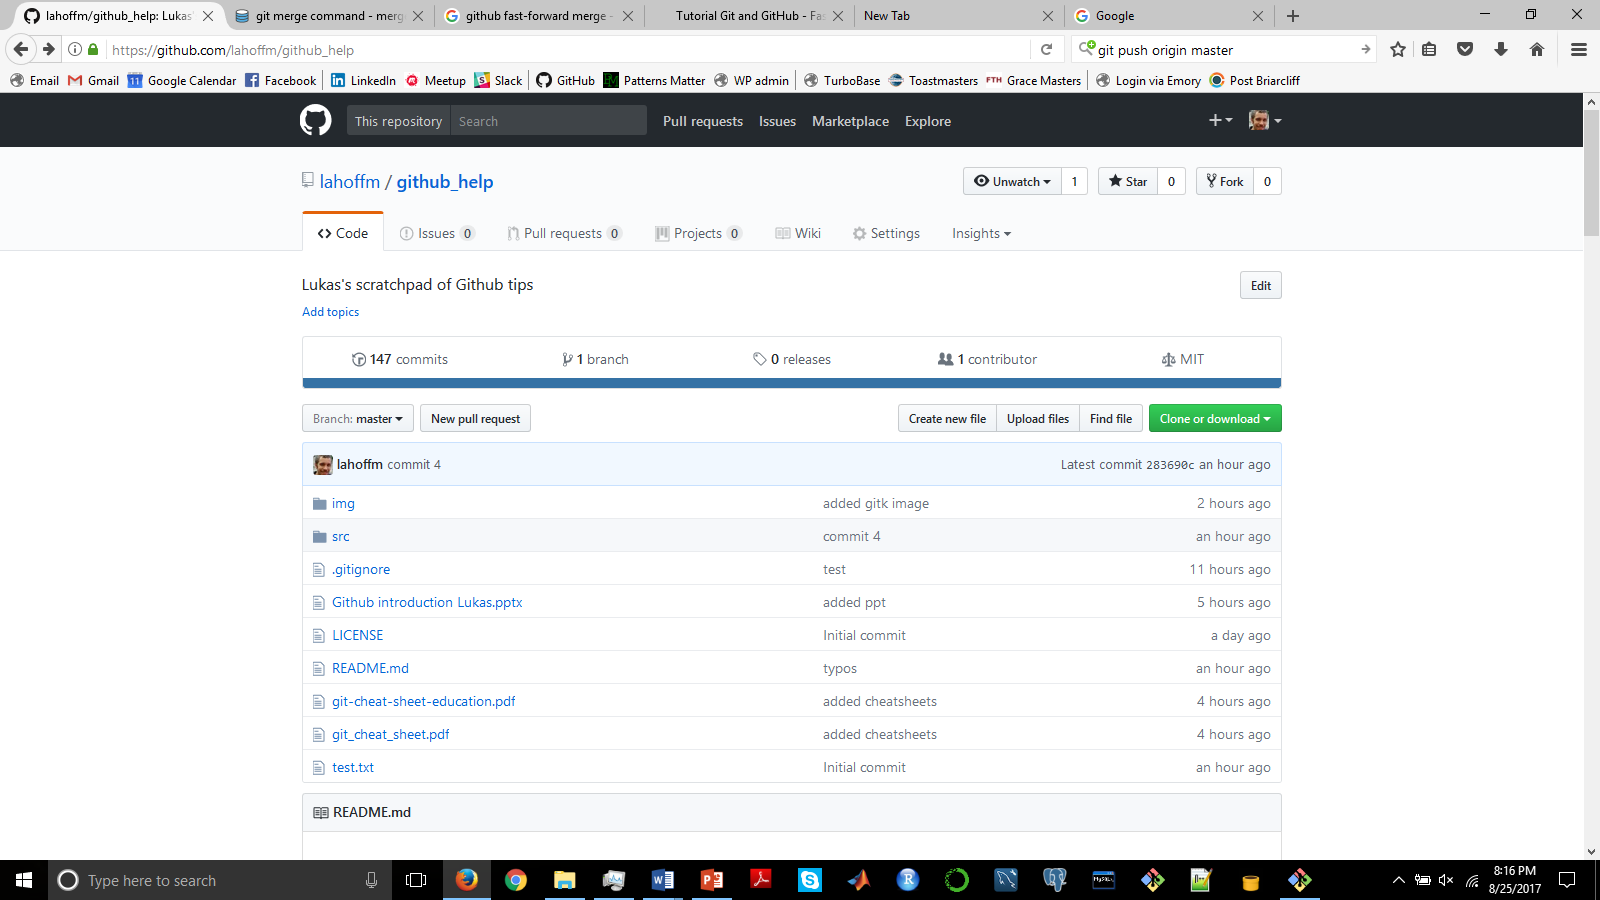 lahoffm/github_help: Lukas'
git merge command - merg
github fast-forward merge -
Tutorial Git and GitHub - Fas
New Tab
Google
https://github.com/lahoffm/github_help
git push origin master
Email
Gmail
Google Calendar
Facebook
LinkedIn
Meetup
Slack
GitHub
Patterns Matter
WP admin
TurboBase
Toastmasters
FTH Grace Masters
Login via Emory
Post Briarcliff
This repository
Search
Pull requests
Issues
Marketplace
Explore
lahoffm / github_help
Unwatch 1
Star 0
Fork 0
Code
Issues 0
Pull requests 0
Projects 0
Wiki
Settings
Insights
Lukas's scratchpad of Github tips
Edit
Add topics
147 commits
1 branch
0 releases
1 contributor
MIT
Branch: master
New pull request
Create new file
Upload files
Find file
Clone or download
lahoffm commit 4
Latest commit 283690c an hour ago
img added gitk image 2 hours ago
src commit 4 an hour ago
.gitignore test 11 hours ago
Github introduction Lukas.pptx added ppt 5 hours ago
LICENSE Initial commit a day ago
README.md typos an hour ago
git-cheat-sheet-education.pdf added cheatsheets 4 hours ago
git_cheat_sheet.pdf added cheatsheets 4 hours ago
test.txt Initial commit an hour ago
README.md
Type here to search
8:16 PM
8/25/2017